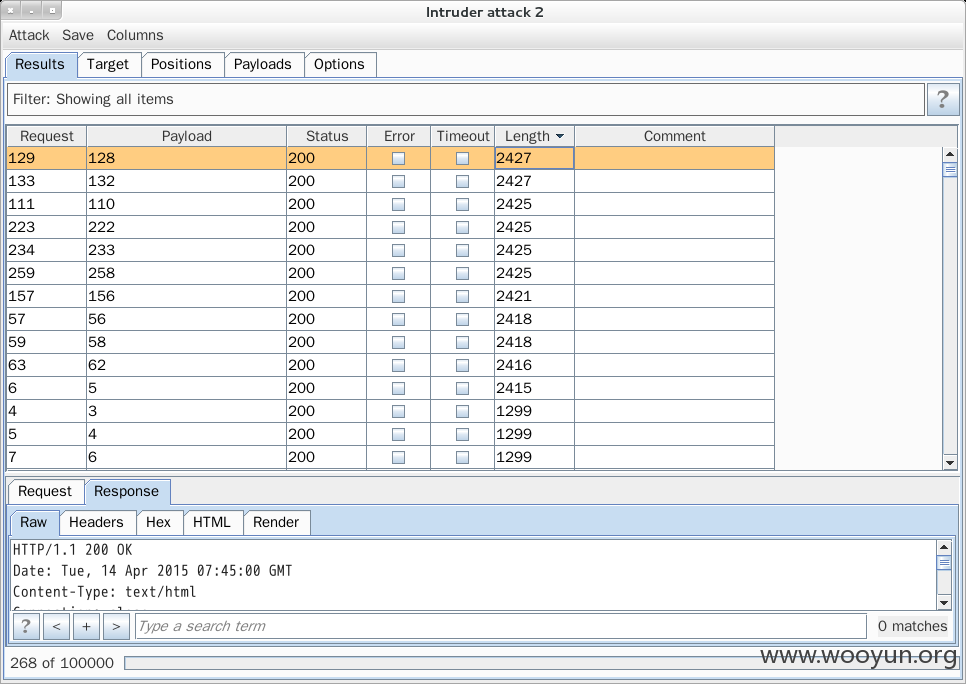 Intruder attack 2
Attack Save Columns
Results Target Positions Payloads Options
Filter: Showing all items ?
Request Payload Status Error Timeout Length Comment
129 128 200 2427
133 132 200 2427
111 110 200 2425
223 222 200 2425
234 233 200 2425
259 258 200 2425
157 156 200 2421
57 56 200 2418
59 58 200 2418
63 62 200 2416
6 5 200 2415
4 3 200 1299
5 4 200 1299
7 6 200 1299
Request Response
Raw Headers Hex HTML Render
HTTP/1.1 200 OK
Date: Tue, 14 Apr 2015 07:45:00 GMT
Content-Type: text/html
? < + > Type a search term 0 matches
www.wooyun.org
268 of 100000